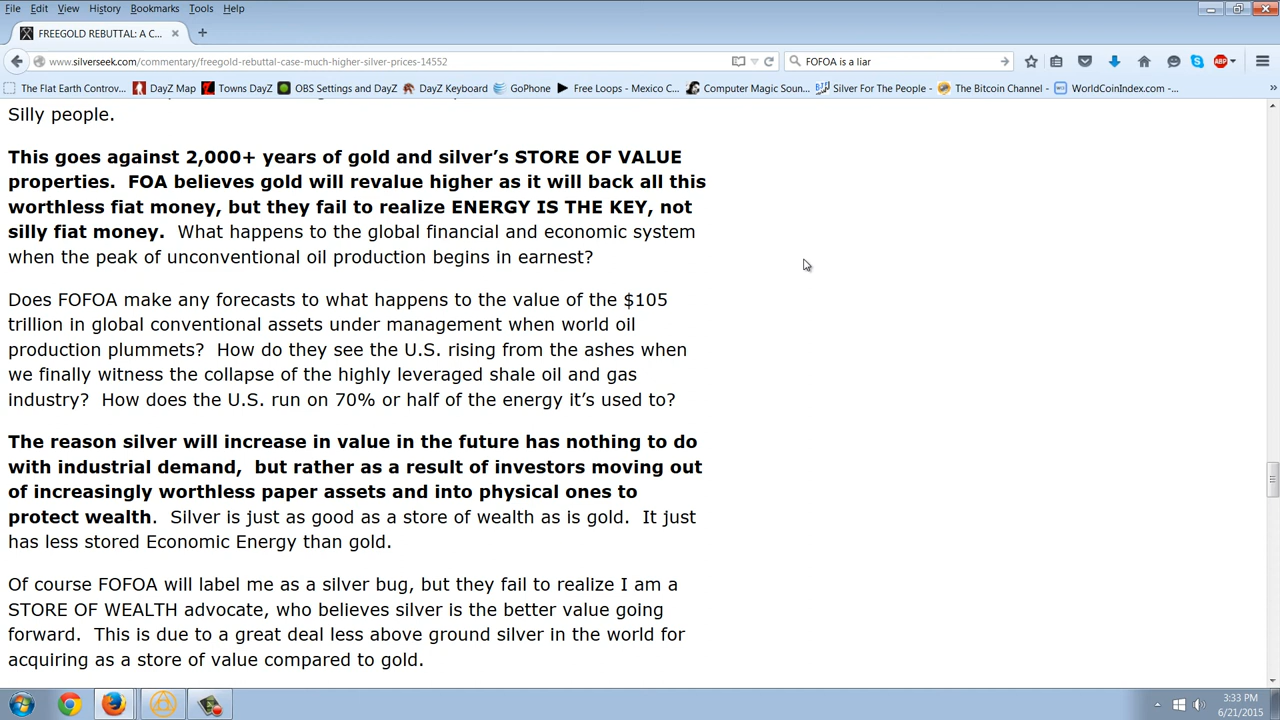 File Edit View History Bookmarks Tools Help
FREEGOLD REBUTTAL: A C...
www.silverseek.com/commentary/freegold-rebuttal-case-much-higher-silver-prices-14552
FOFOA is a liar
ABP
The Flat Earth Controv... DayZ Map Towns DayZ OBS Settings and DayZ DayZ Keyboard GoPhone Free Loops - Mexico C... Computer Magic Soun... Silver For The People - The Bitcoin Channel - WorldCoinIndex.com -...
Silly people.
This goes against 2,000+ years of gold and silver’s STORE OF VALUE
properties. FOA believes gold will revalue higher as it will back all this
worthless fiat money, but they fail to realize ENERGY IS THE KEY, not
silly fiat money. What happens to the global financial and economic system
when the peak of unconventional oil production begins in earnest?
Does FOFOA make any forecasts to what happens to the value of the $105
trillion in global conventional assets under management when world oil
production plummets? How do they see the U.S. rising from the ashes when
we finally witness the collapse of the highly leveraged shale oil and gas
industry? How does the U.S. run on 70% or half of the energy it’s used to?
The reason silver will increase in value in the future has nothing to do
with industrial demand, but rather as a result of investors moving out
of increasingly worthless paper assets and into physical ones to
protect wealth. Silver is just as good as a store of wealth as is gold. It just
has less stored Economic Energy than gold.
Of course FOFOA will label me as a silver bug, but they fail to realize I am a
STORE OF WEALTH advocate, who believes silver is the better value going
forward. This is due to a great deal less above ground silver in the world for
acquiring as a store of value compared to gold.
3:33 PM
6/21/2015